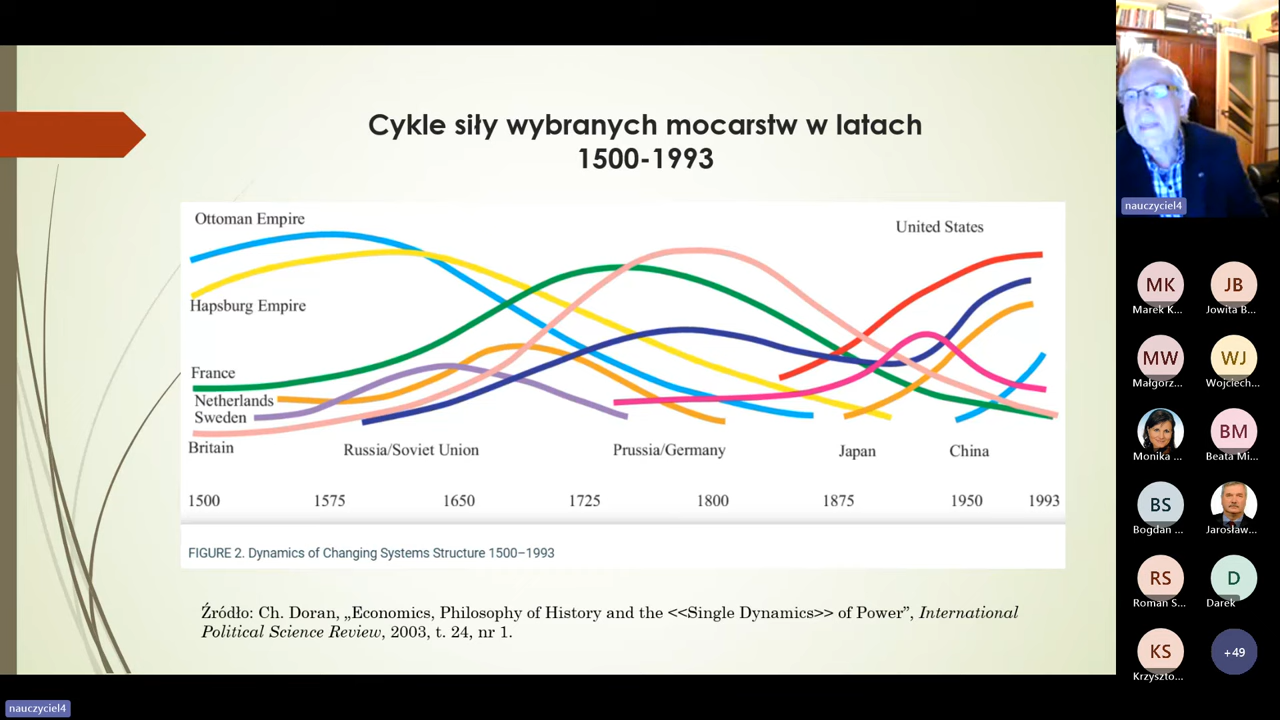 Cykle siły wybranych mocarstw w latach
1500-1993
Ottoman Empire
United States
Hapsburg Empire
France
Netherlands
Sweden
Britain
Russia/Soviet Union
Prussia/Germany
Japan
China
1500 1575 1650 1725 1800 1875 1950 1993
FIGURE 2. Dynamics of Changing Systems Structure 1500–1993
Źródło: Ch. Doran, „Economics, Philosophy of History and the <<Single Dynamics>> of Power”, International
Political Science Review, 2003, t. 24, nr 1.
nauczyciel4
nauczyciel4
MK JB
Marek K... Jowita B...
MW WJ
Małgorz... Wojciech...
BM
Monika ... Beata Mi...
BS
Bogdan ... Jarosław...
RS D
Roman S... Darek
KS +49
Krzyszto...